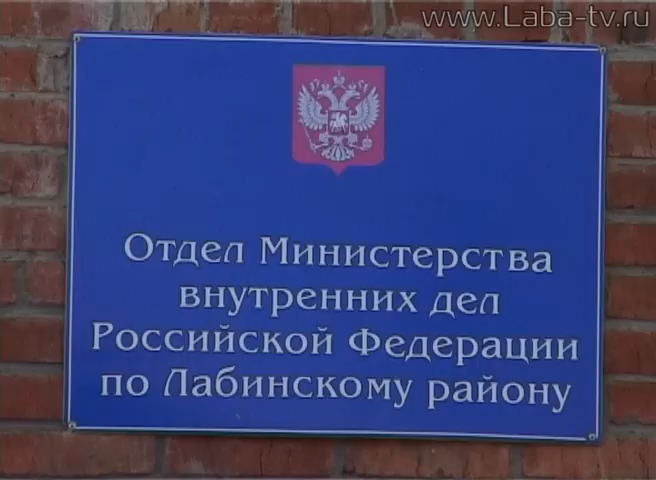 www.Laba-tv.ru
Отдел Министерства
внутренних дел
Российской Федерации
по Лабинскому району